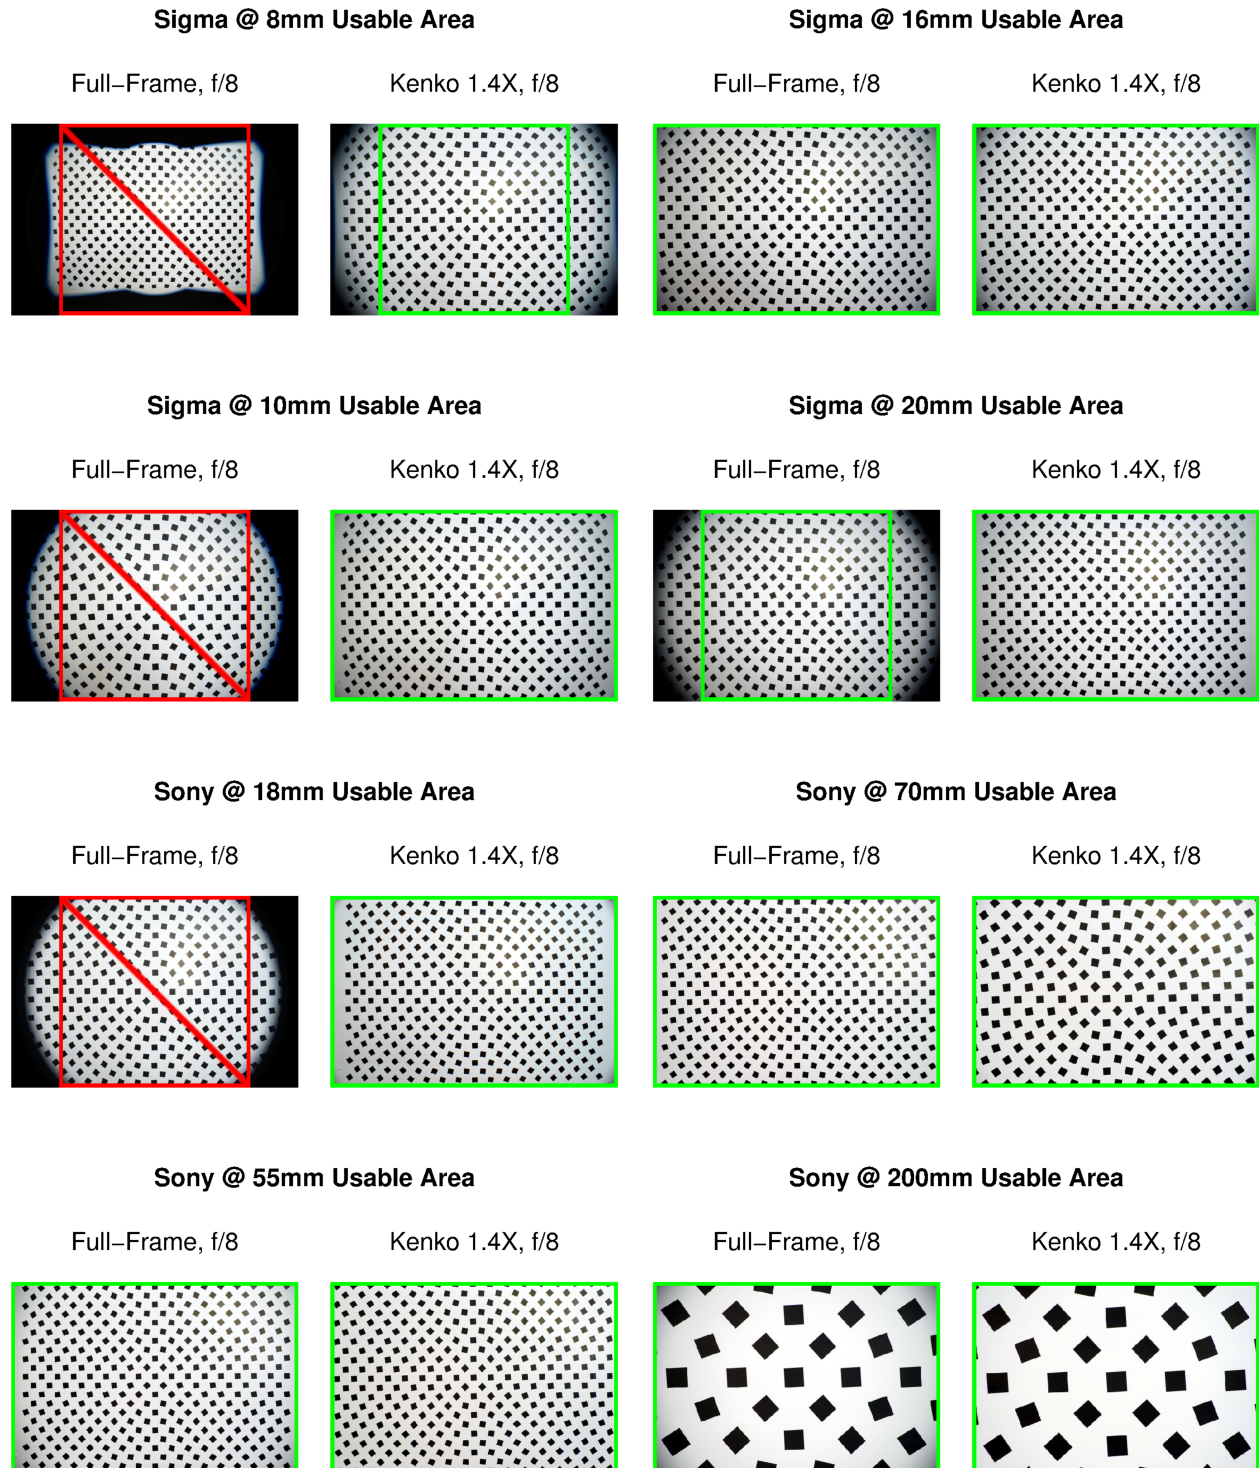 Sigma @ 8mm Usable Area
Sigma @ 16mm Usable Area
Full–Frame, f/8
Kenko 1.4X, f/8
Full–Frame, f/8
Kenko 1.4X, f/8
Sigma @ 10mm Usable Area
Sigma @ 20mm Usable Area
Full–Frame, f/8
Kenko 1.4X, f/8
Full–Frame, f/8
Kenko 1.4X, f/8
Sony @ 18mm Usable Area
Sony @ 70mm Usable Area
Full–Frame, f/8
Kenko 1.4X, f/8
Full–Frame, f/8
Kenko 1.4X, f/8
Sony @ 55mm Usable Area
Sony @ 200mm Usable Area
Full–Frame, f/8
Kenko 1.4X, f/8
Full–Frame, f/8
Kenko 1.4X, f/8